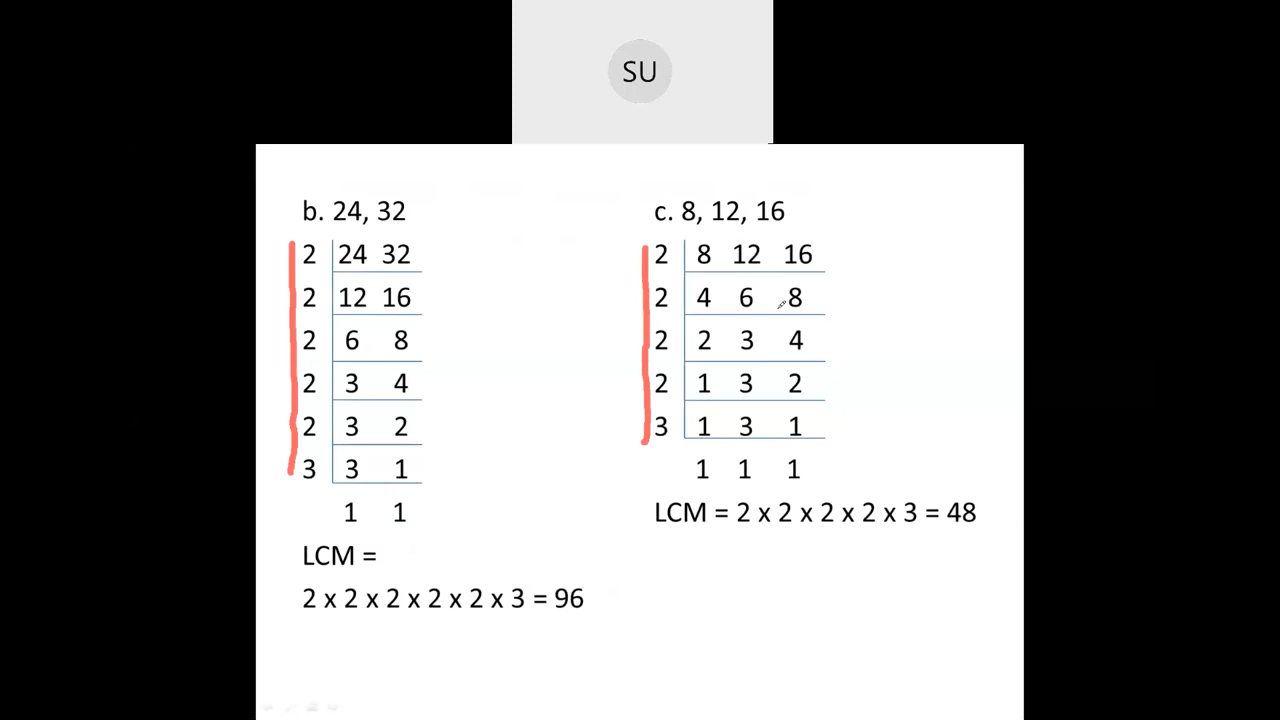 SU
b. 24, 32
2 24 32
2 12 16
2 6 8
2 3 4
2 3 2
3 3 1
1 1
LCM =
2 x 2 x 2 x 2 x 2 x 3 = 96
c. 8, 12, 16
2 8 12 16
2 4 6 8
2 2 3 4
2 1 3 2
3 1 3 1
1 1 1
LCM = 2 x 2 x 2 x 2 x 3 = 48